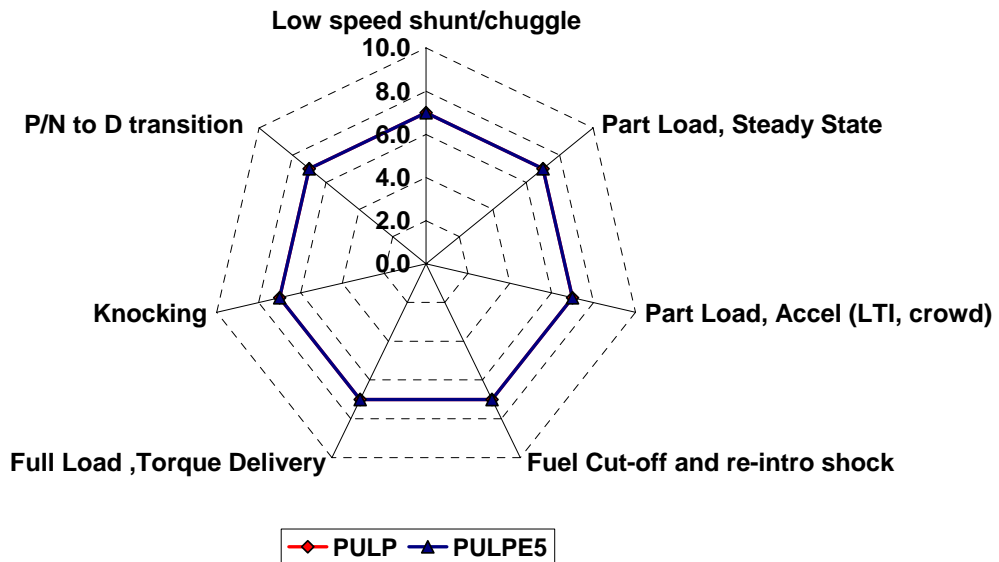 Low speed shunt/chuggle
10.0
8.0
6.0
4.0
2.0
0.0
P/N to D transition
Part Load, Steady State
Knocking
Part Load, Accel (LTI, crowd)
Full Load ,Torque Delivery
Fuel Cut-off and re-intro shock
PULP
PULPE5